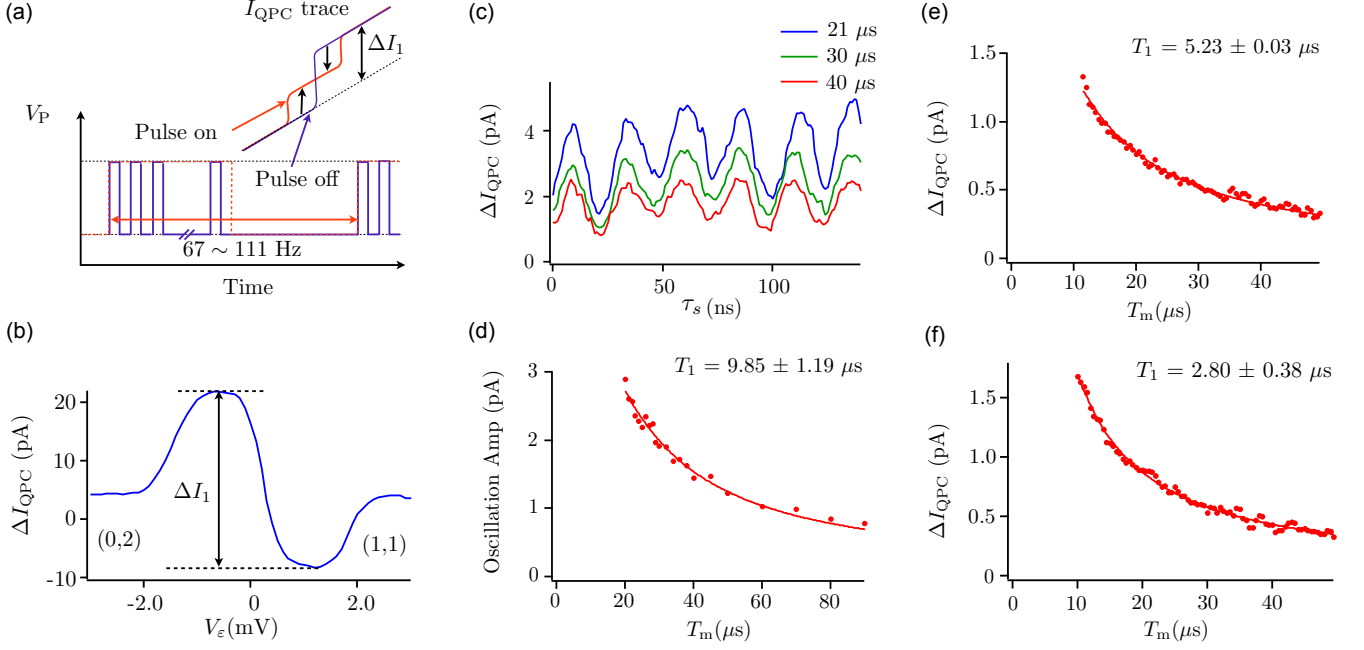 (a)
I_QPC trace
ΔI_1
V_P
Pulse on
Pulse off
67 ∼ 111 Hz
Time
(b)
ΔI_QPC (pA)
20
10
0
-10
ΔI_1
(0,2)
(1,1)
-2.0 0 2.0
V_ε(mV)
(c)
21 μs
30 μs
40 μs
ΔI_QPC (pA)
4
2
0
0 50 100
τ_s (ns)
(d)
T_1 = 9.85 ± 1.19 μs
Oscillation Amp (pA)
3
2
1
0
0 20 40 60 80
T_m(μs)
(e)
T_1 = 5.23 ± 0.03 μs
ΔI_QPC (pA)
1.5
1.0
0.5
0
0 10 20 30 40
T_m(μs)
(f)
T_1 = 2.80 ± 0.38 μs
ΔI_QPC (pA)
1.5
1.0
0.5
0
0 10 20 30 40
T_m(μs)